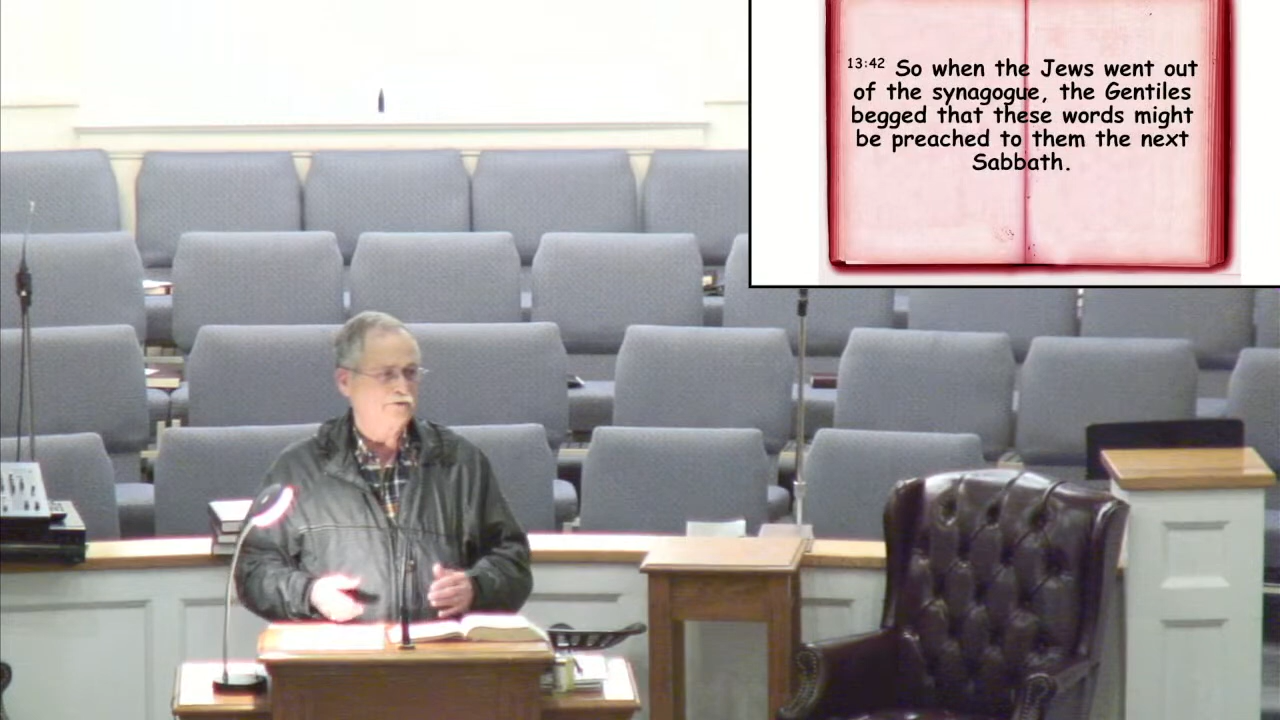 13:42 So when the Jews went out
of the synagogue, the Gentiles
begged that these words might
be preached to them the next
Sabbath.